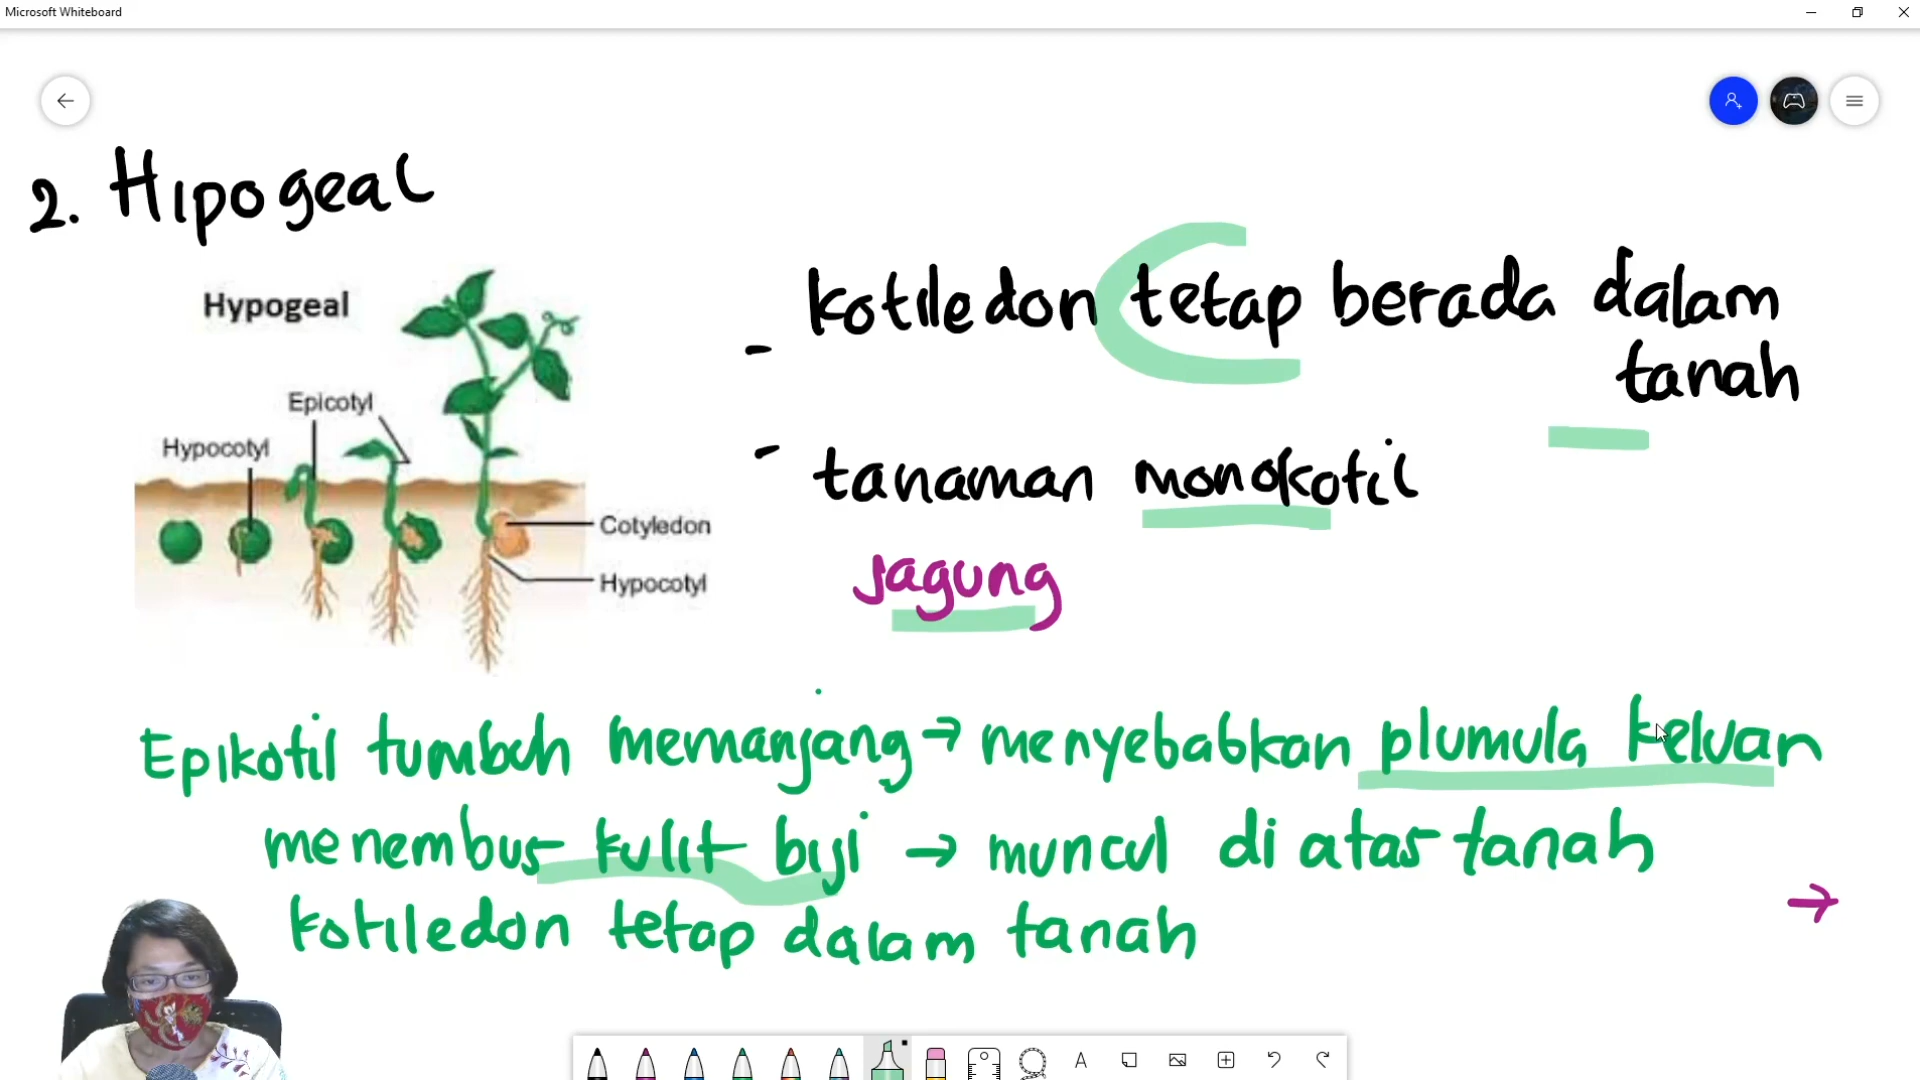 Microsoft Whiteboard
2. Hipogeal
Hypogeal
Epicotyl
Hypocotyl
Cotyledon
Hypocotyl
- kotiledon tetap berada dalam
tanah
- tanaman monokotil
Jagung
Epikotil tumbuh memanjang → menyebabkan plumula keluar
menembus kulit biji → muncul di atas tanah
→
kotiledon tetap dalam tanah
A